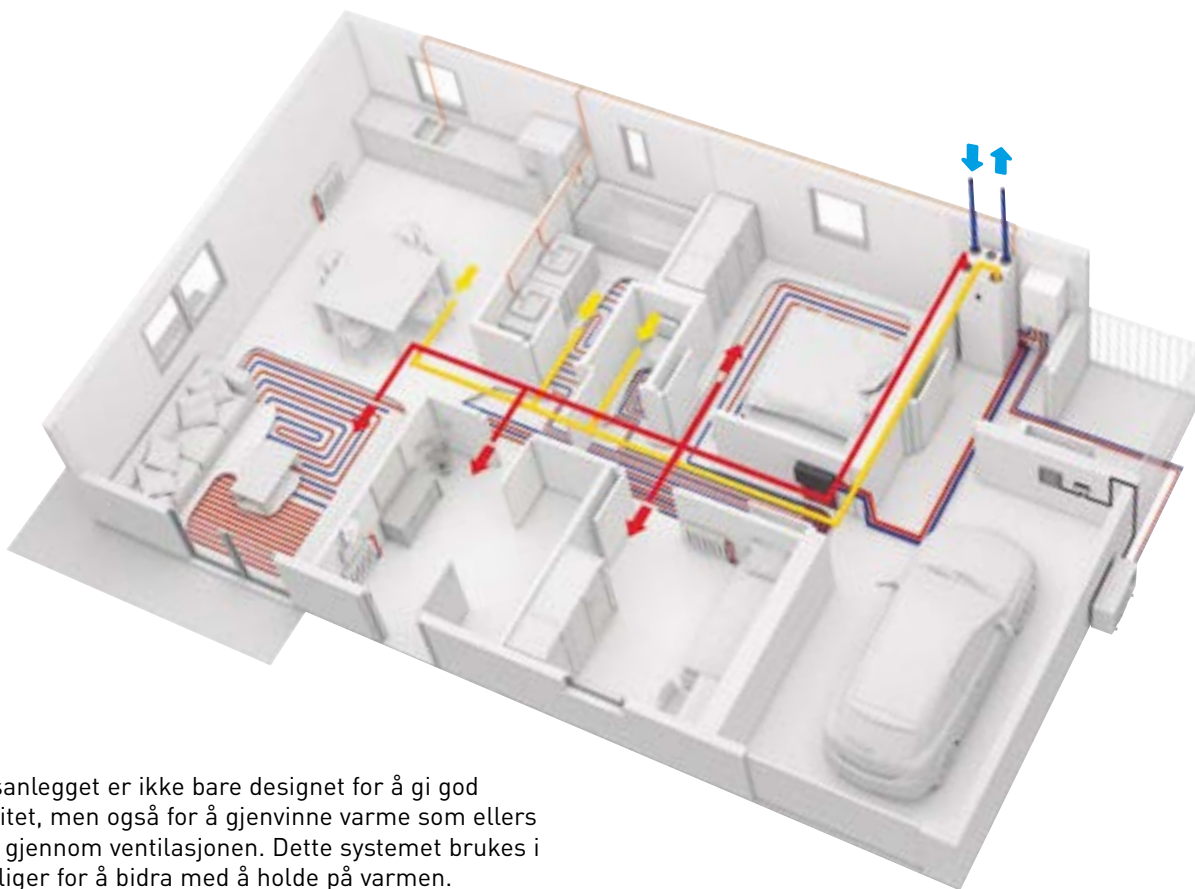 sanlegget er ikke bare designet for å gi god
itet, men også for å gjenvinne varme som ellers
gjennom ventilasjonen. Dette systemet brukes i
liger for å bidra med å holde på varmen.